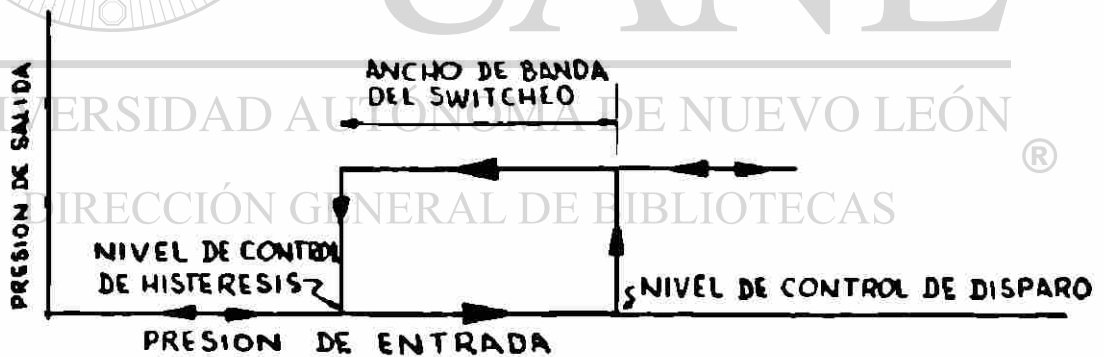 PRESION DE SALIDA
ANCHO DE BANDA
DEL SWITCHEO
UNIVERSIDAD AUTÓNOMA DE NUEVO LEÓN
®
DIRECCIÓN GENERAL DE BIBLIOTECAS
NIVEL DE CONTROL
DE HISTERESIS
NIVEL DE CONTROL DE DISPARO
PRESION DE ENTRADA